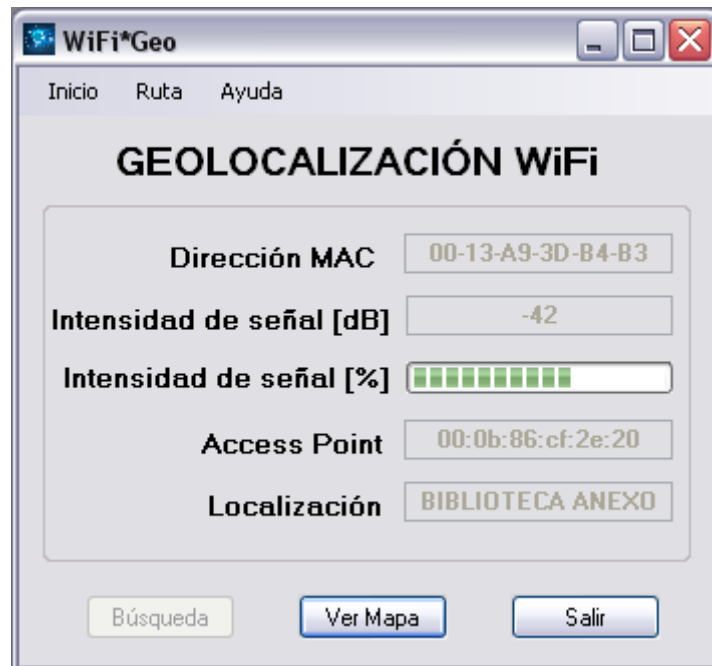 WiFi*Geo
Inicio Ruta Ayuda
GEOLOCALIZACIÓN WiFi
Dirección MAC 00-13-A9-3D-B4-B3
Intensidad de señal [dB] -42
Intensidad de señal [%]
Access Point 00:0b:86:cf:2e:20
Localización BIBLIOTECA ANEXO
Búsqueda Ver Mapa Salir